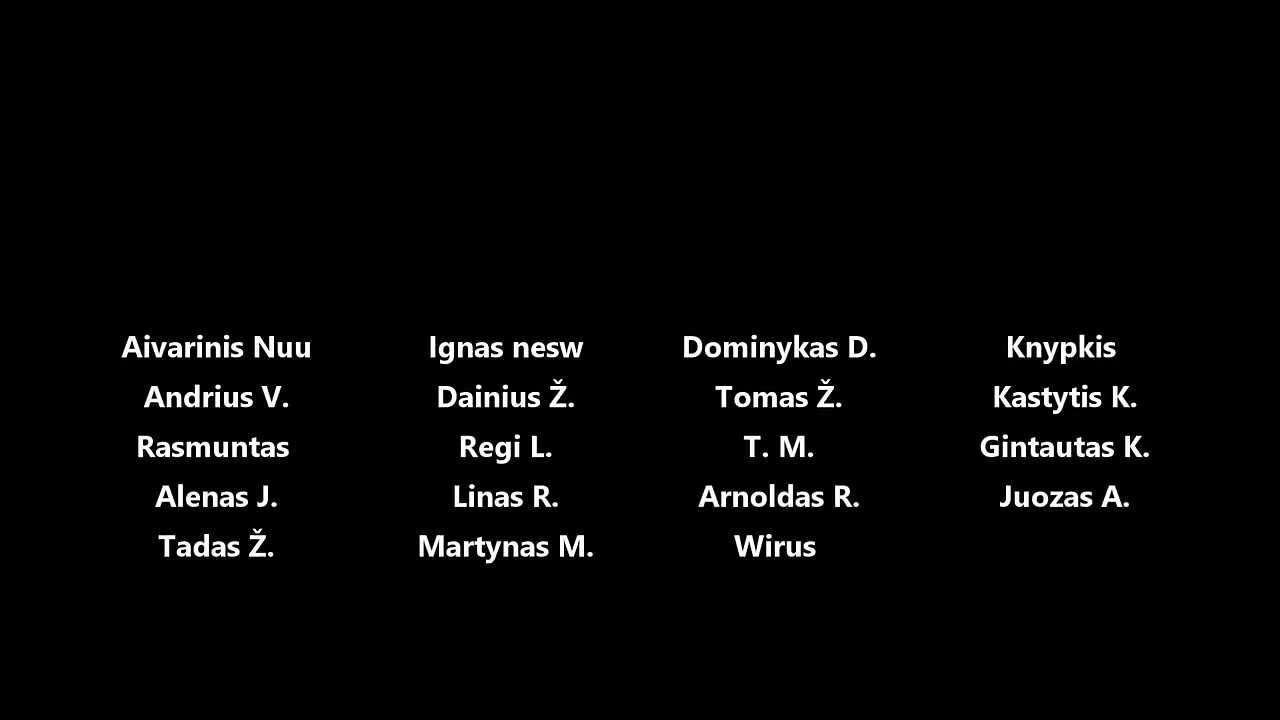 Aivarinis Nuu Ignas nesw Dominykas D. Knypkis
Andrius V. Dainius Ž. Tomas Ž. Kastytis K.
Rasmuntas Regi L. T. M. Gintautas K.
Alenas J. Linas R. Arnoldas R. Juozas A.
Tadas Ž. Martynas M. Wirus